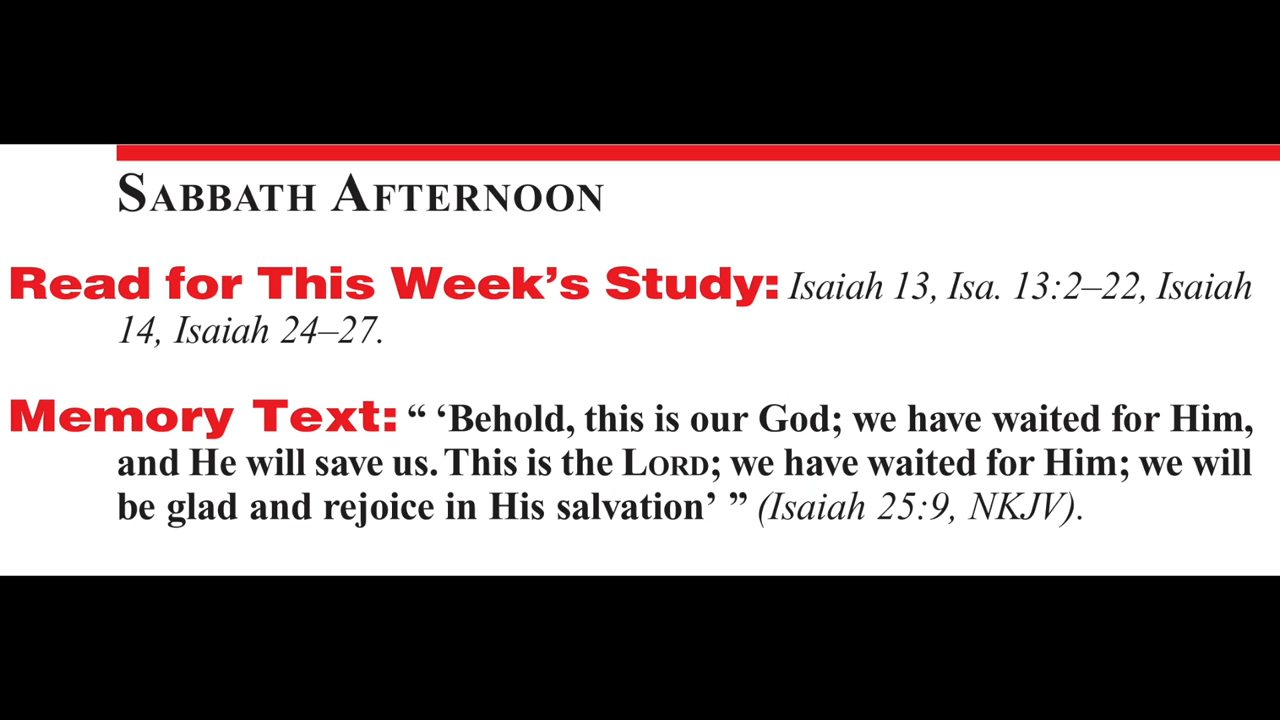 SABBATH AFTERNOON
Read for This Week’s Study: Isaiah 13, Isa. 13:2–22, Isaiah
14, Isaiah 24–27.
Memory Text: “ ‘Behold, this is our God; we have waited for Him,
and He will save us. This is the LORD; we have waited for Him; we will
be glad and rejoice in His salvation’ ” (Isaiah 25:9, NKJV).